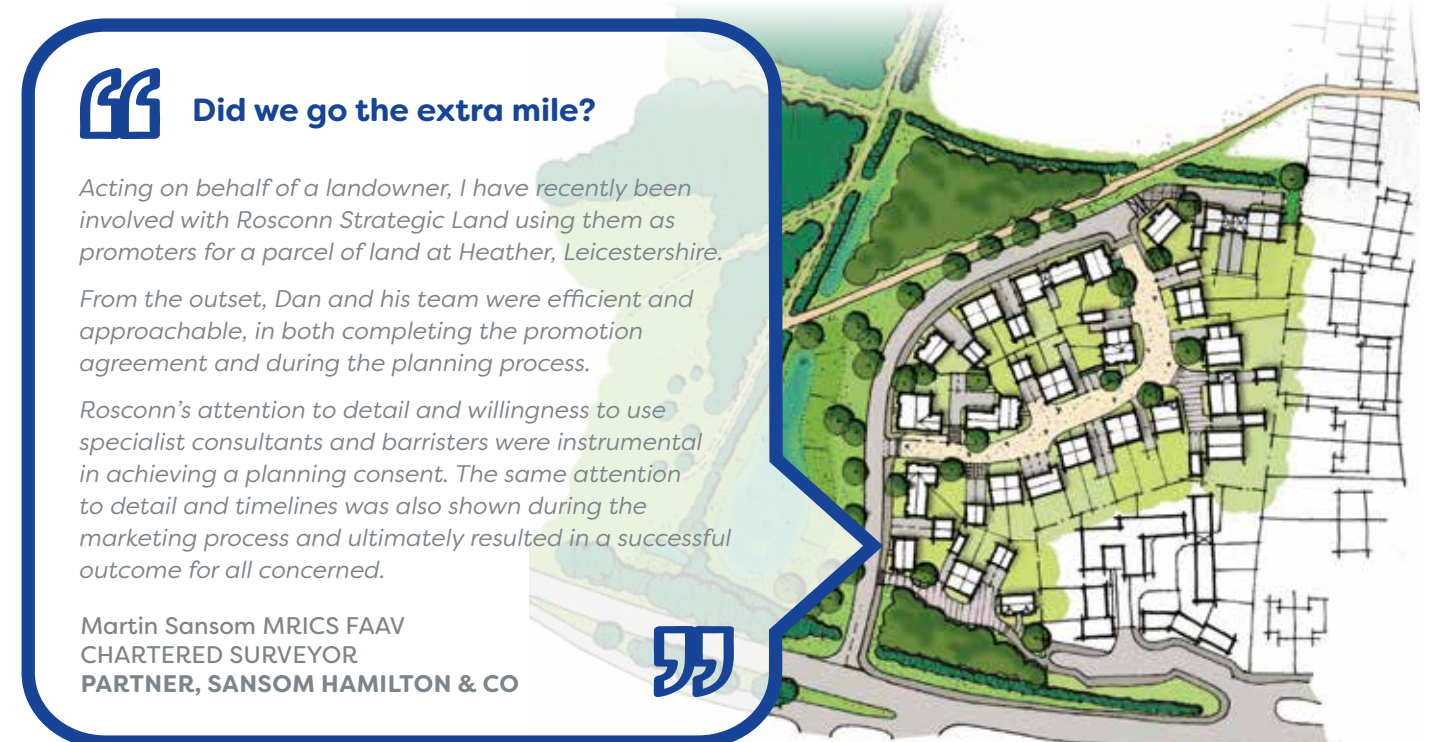 Did we go the extra mile?
Acting on behalf of a landowner, I have recently been
involved with Rosconn Strategic Land using them as
promoters for a parcel of land at Heather, Leicestershire.
From the outset, Dan and his team were efficient and
approachable, in both completing the promotion
agreement and during the planning process.
Rosconn’s attention to detail and willingness to use
specialist consultants and barristers were instrumental
in achieving a planning consent. The same attention
to detail and timelines was also shown during the
marketing process and ultimately resulted in a successful
outcome for all concerned.
Martin Sansom MRICS FAAV
CHARTERED SURVEYOR
PARTNER, SANSOM HAMILTON & CO